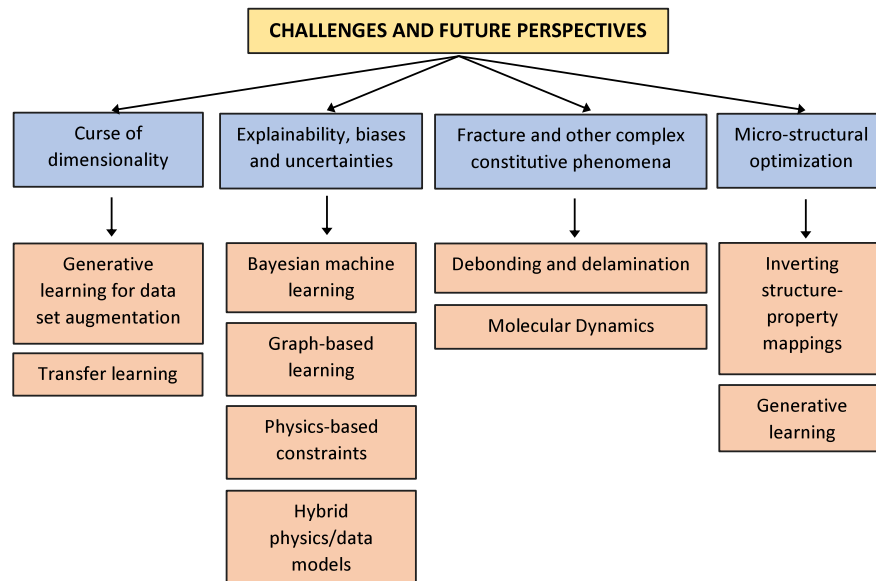 CHALLENGES AND FUTURE PERSPECTIVES
Curse of
dimensionality
Explainability, biases
and uncertainties
Fracture and other complex
constitutive phenomena
Micro-structural
optimization
Generative
learning for data
set augmentation
Transfer learning
Bayesian machine
learning
Graph-based
learning
Physics-based
constraints
Hybrid
physics/data
models
Debonding and delamination
Molecular Dynamics
Inverting
structure-
property
mappings
Generative
learning